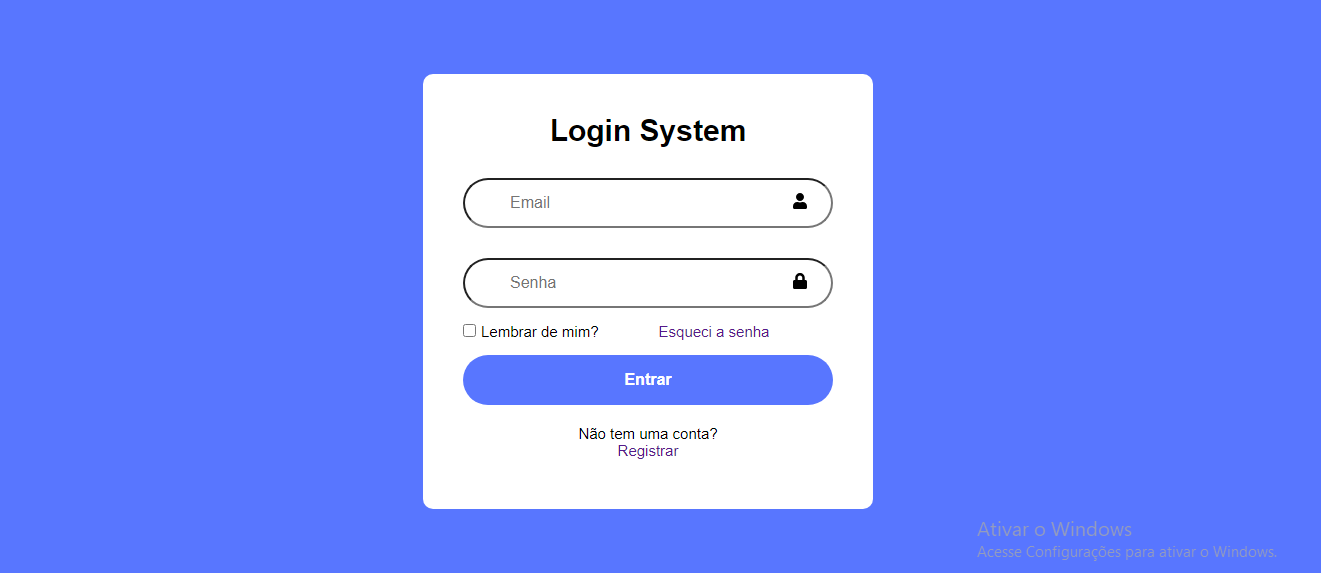 Login System
Email
Senha
Lembrar de mim? Esqueci a senha
Entrar
Não tem uma conta?
Registrar
Ativar o Windows
Acesse Configurações para ativar o Windows.